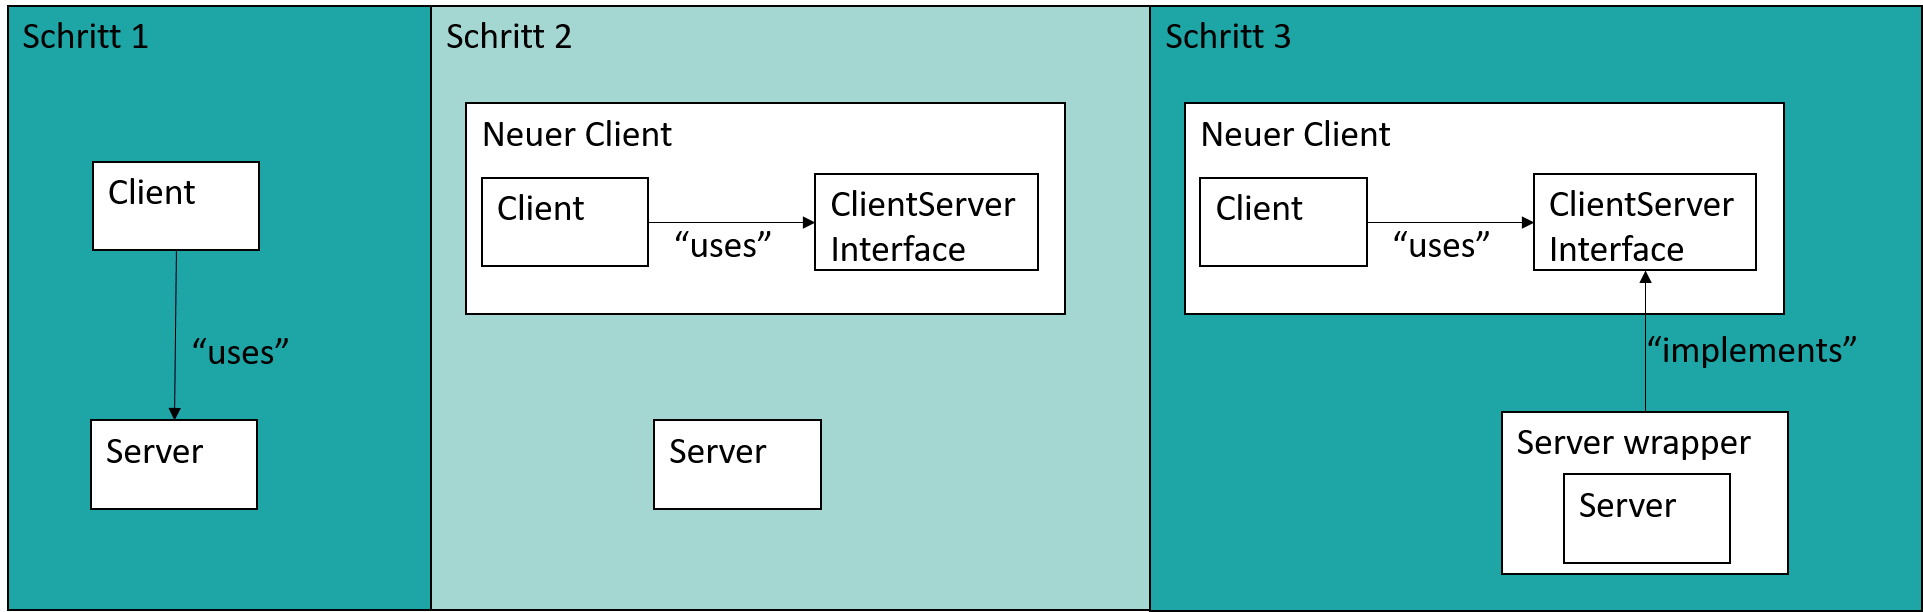 Schritt 1
Client
“uses”
Server
Schritt 2
Neuer Client
Client
“uses”
ClientServer
Interface
Server
Schritt 3
Neuer Client
Client
“uses”
ClientServer
Interface
“implements”
Server wrapper
Server